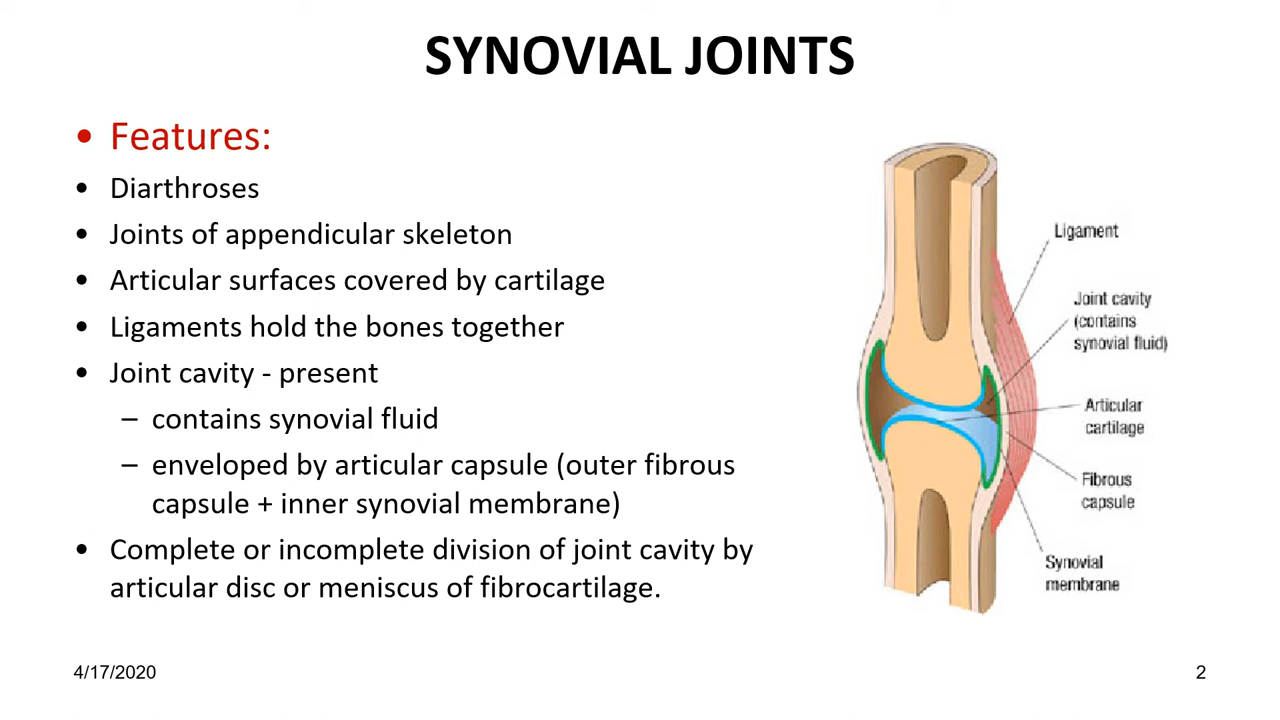 SYNOVIAL JOINTS
• Features:
• Diarthroses
• Joints of appendicular skeleton
• Articular surfaces covered by cartilage
• Ligaments hold the bones together
• Joint cavity - present
– contains synovial fluid
– enveloped by articular capsule (outer fibrous
capsule + inner synovial membrane)
• Complete or incomplete division of joint cavity by
articular disc or meniscus of fibrocartilage.
Ligament
Joint cavity
(contains
synovial fluid)
Articular
cartilage
Fibrous
capsule
Synovial
membrane
4/17/2020
2